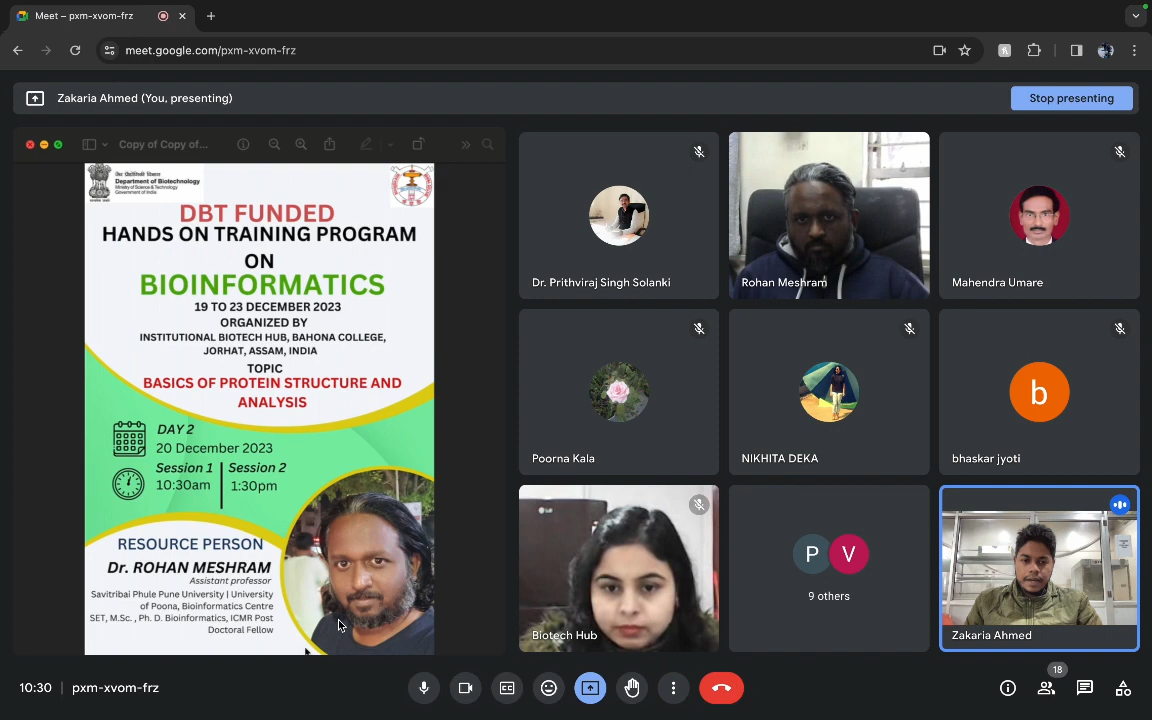 Meet – pxm-xvom-frz
meet.google.com/pxm-xvom-frz
Zakaria Ahmed (You, presenting)
Stop presenting
Copy of Copy of...
Department of Biotechnology
Ministry of Science & Technology
Government of India
DBT FUNDED
HANDS ON TRAINING PROGRAM
ON
BIOINFORMATICS
19 TO 23 DECEMBER 2023
ORGANIZED BY
INSTITUTIONAL BIOTECH HUB, BAHONA COLLEGE,
JORHAT, ASSAM, INDIA
TOPIC
BASICS OF PROTEIN STRUCTURE AND
ANALYSIS
DAY 2
20 December 2023
Session 1 Session 2
10:30am 1:30pm
RESOURCE PERSON
Dr. ROHAN MESHRAM
Assistant professor
Savitribai Phule Pune University | University
of Poona, Bioinformatics Centre
SET, M.Sc. , Ph. D. Bioinformatics, ICMR Post
Doctoral Fellow
Dr. Prithviraj Singh Solanki
Rohan Meshram
Mahendra Umare
Poorna Kala
NIKHITA DEKA
b
bhaskar jyoti
LG
Biotech Hub
P V
9 others
Zakaria Ahmed
10:30 | pxm-xvom-frz
CC
18